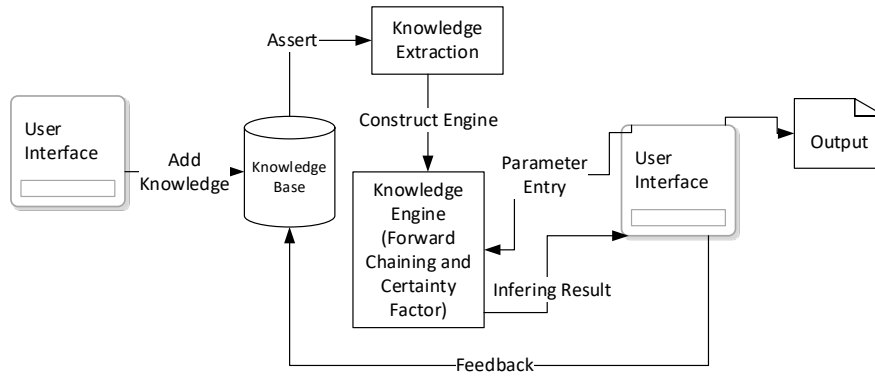 Knowledge
Extraction
Assert
User
Interface
Construct Engine
Knowledge
Base
Add
Knowledge
Parameter
Entry
User
Interface
Output
Knowledge
Engine
(Forward
Chaining and
Certainty
Factor)
Infering Result
Feedback